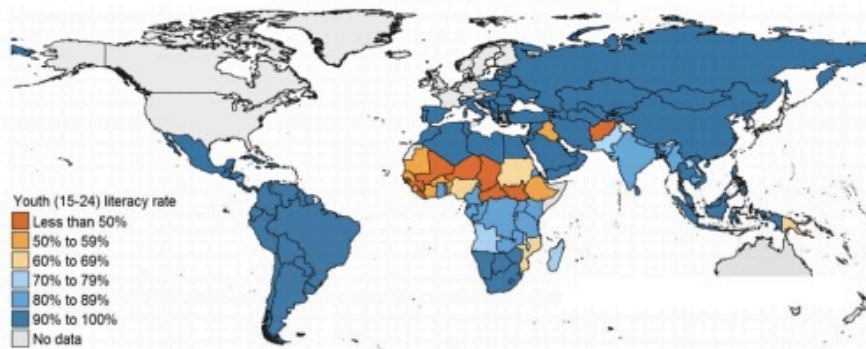 Youth (15-24) literacy rate
Less than 50%
50% to 59%
60% to 69%
70% to 79%
80% to 89%
90% to 100%
No data